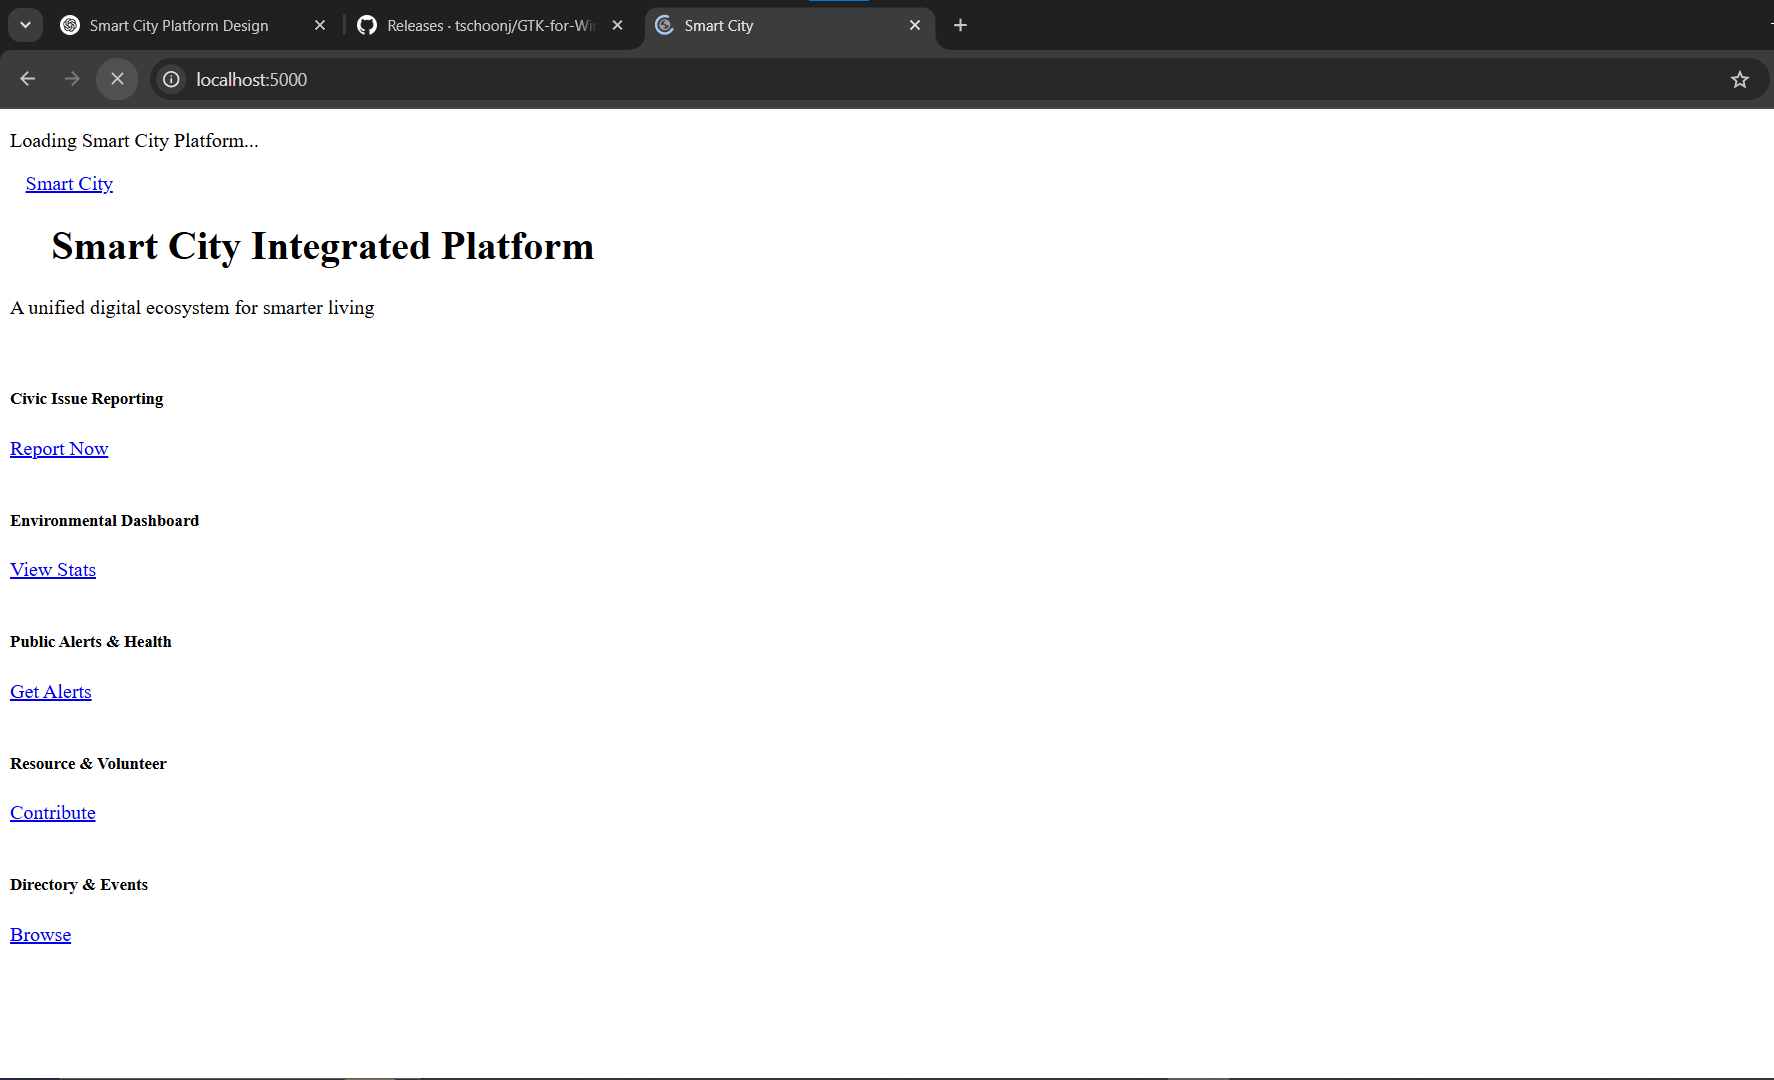 Smart City Platform Design
Releases · tschoonj/GTK-for-Wi
Smart City
localhost:5000
Loading Smart City Platform...
Smart City
Smart City Integrated Platform
A unified digital ecosystem for smarter living
Civic Issue Reporting
Report Now
Environmental Dashboard
View Stats
Public Alerts & Health
Get Alerts
Resource & Volunteer
Contribute
Directory & Events
Browse